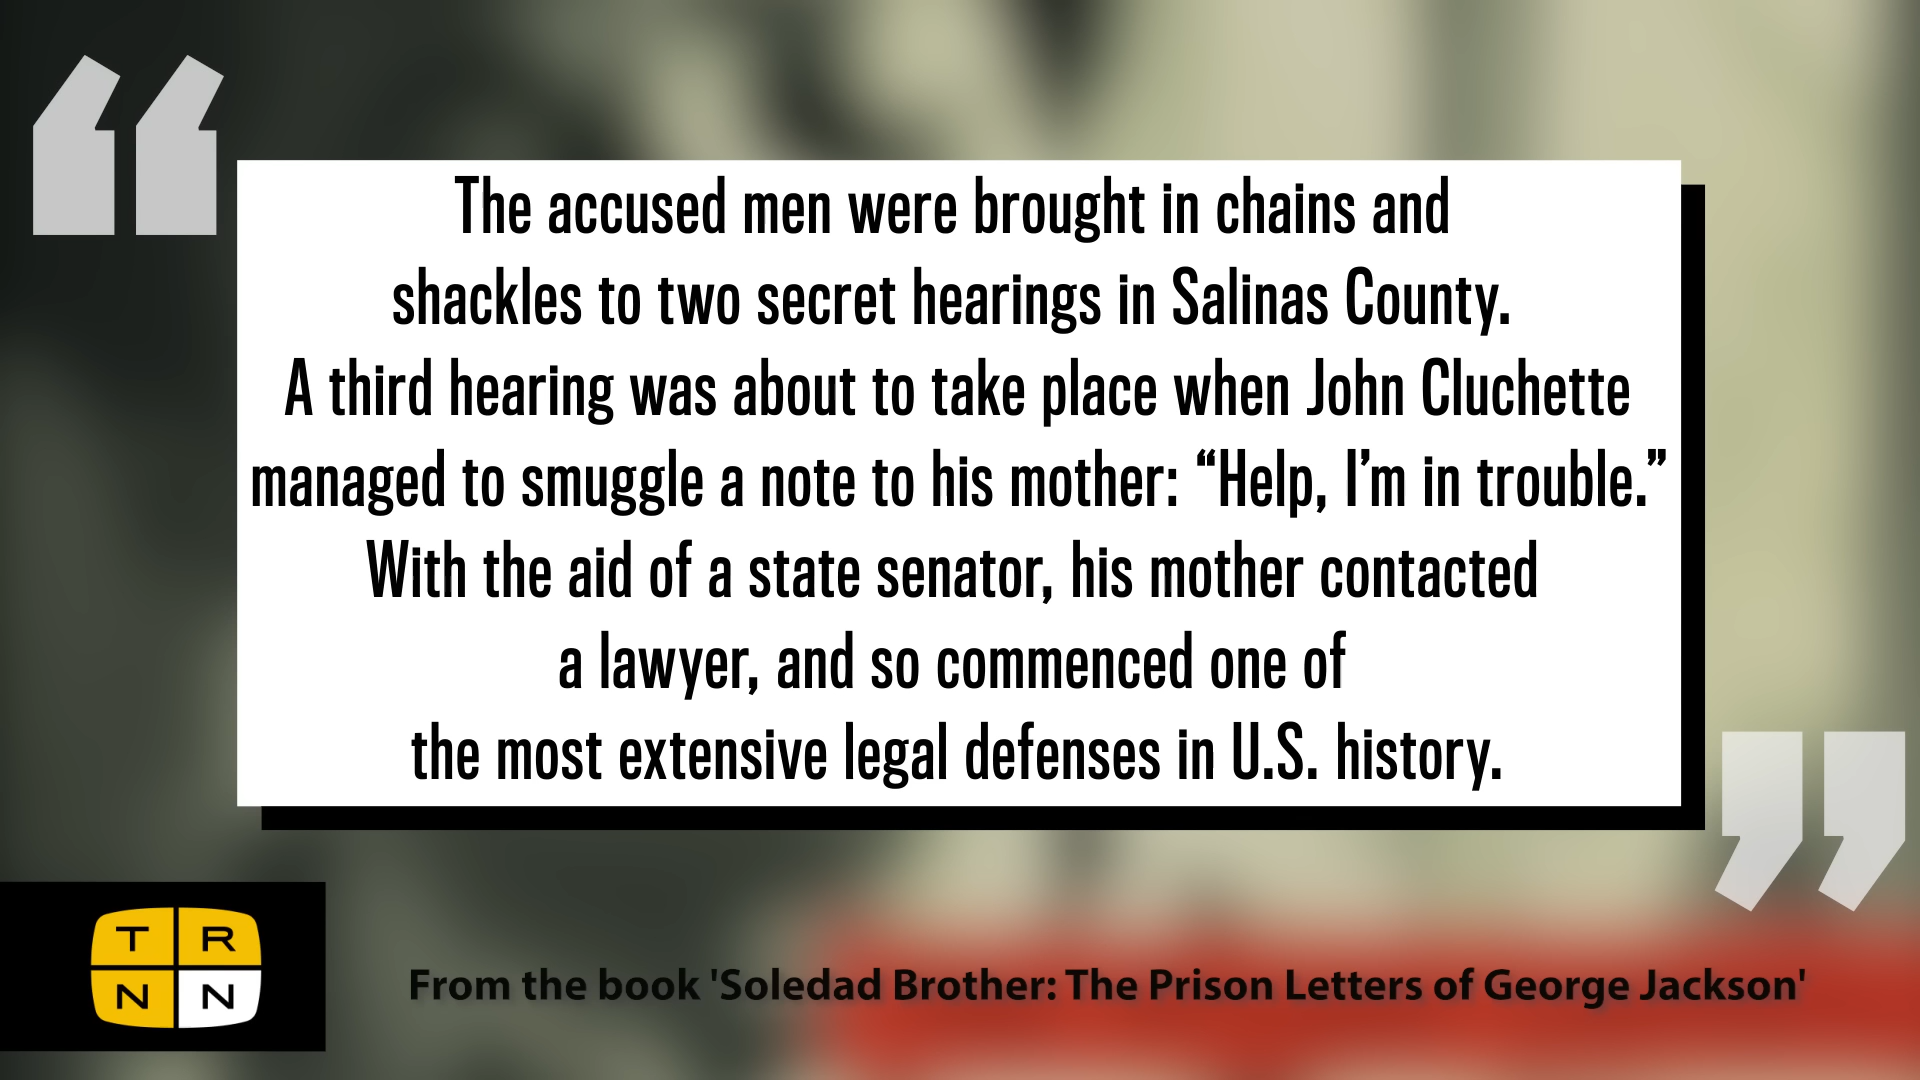 The accused men were brought in chains and
shackles to two secret hearings in Salinas County.
A third hearing was about to take place when John Cluchette
managed to smuggle a note to his mother: “Help, I’m in trouble.”
With the aid of a state senator, his mother contacted
a lawyer, and so commenced one of
the most extensive legal defenses in U.S. history.
T R
N N
From the book 'Soledad Brother: The Prison Letters of George Jackson'